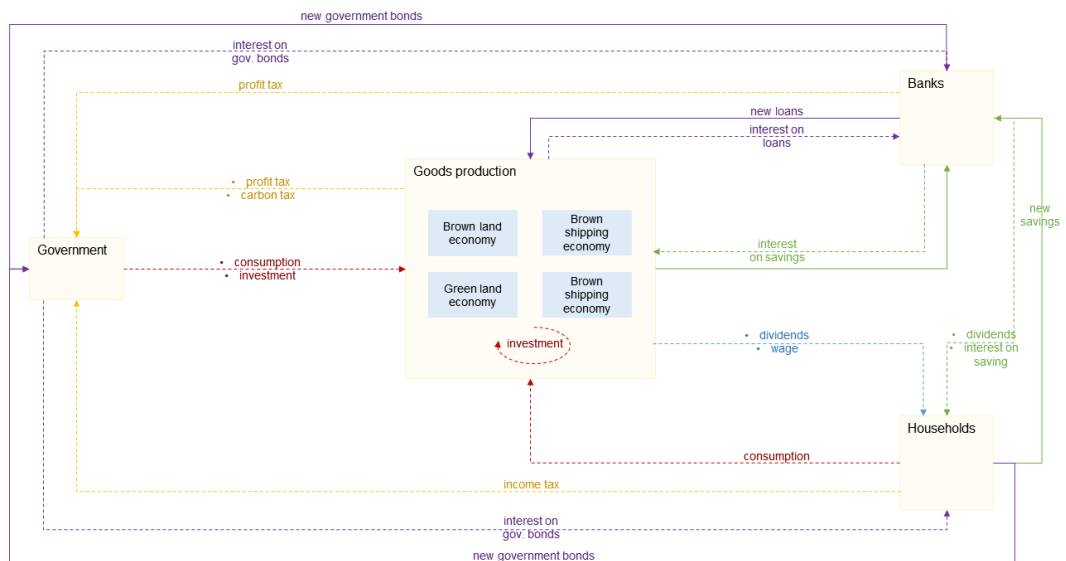 new government bonds
interest on
gov. bonds
profit tax
Banks
new loans
interest on
loans
Goods production
• profit tax
• carbon tax
Brown land
economy
Brown
shipping
economy
new
savings
Government
interest
on savings
• consumption
• investment
Green land
economy
Brown
shipping
economy
investment
• dividends
• wage
• dividends
• interest on
saving
Households
consumption
income tax
interest on
gov. bonds
new government bonds